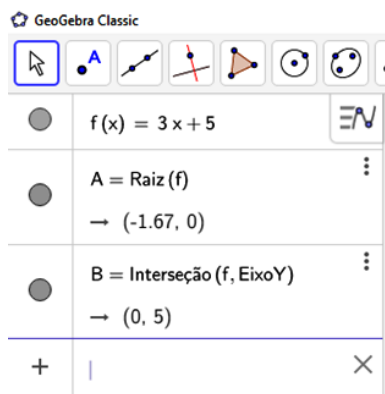 GeoGebra Classic
A
f(x) = 3x+5
A = Raiz(f)
→ (-1.67, 0)
B = Interseção(f, EixoY)
→ (0, 5)